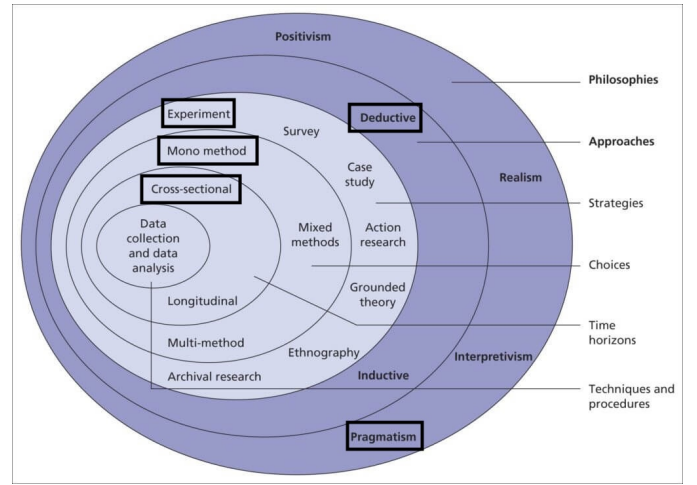 Positivism
Philosophies
Experiment
Deductive
Survey
Approaches
Mono method
Case
study
Realism
Cross-sectional
Strategies
Data
collection
and data
analysis
Mixed
methods
Action
research
Choices
Grounded
theory
Longitudinal
Time
horizons
Multi-method
Ethnography
Interpretivism
Archival research
Inductive
Techniques and
procedures
Pragmatism